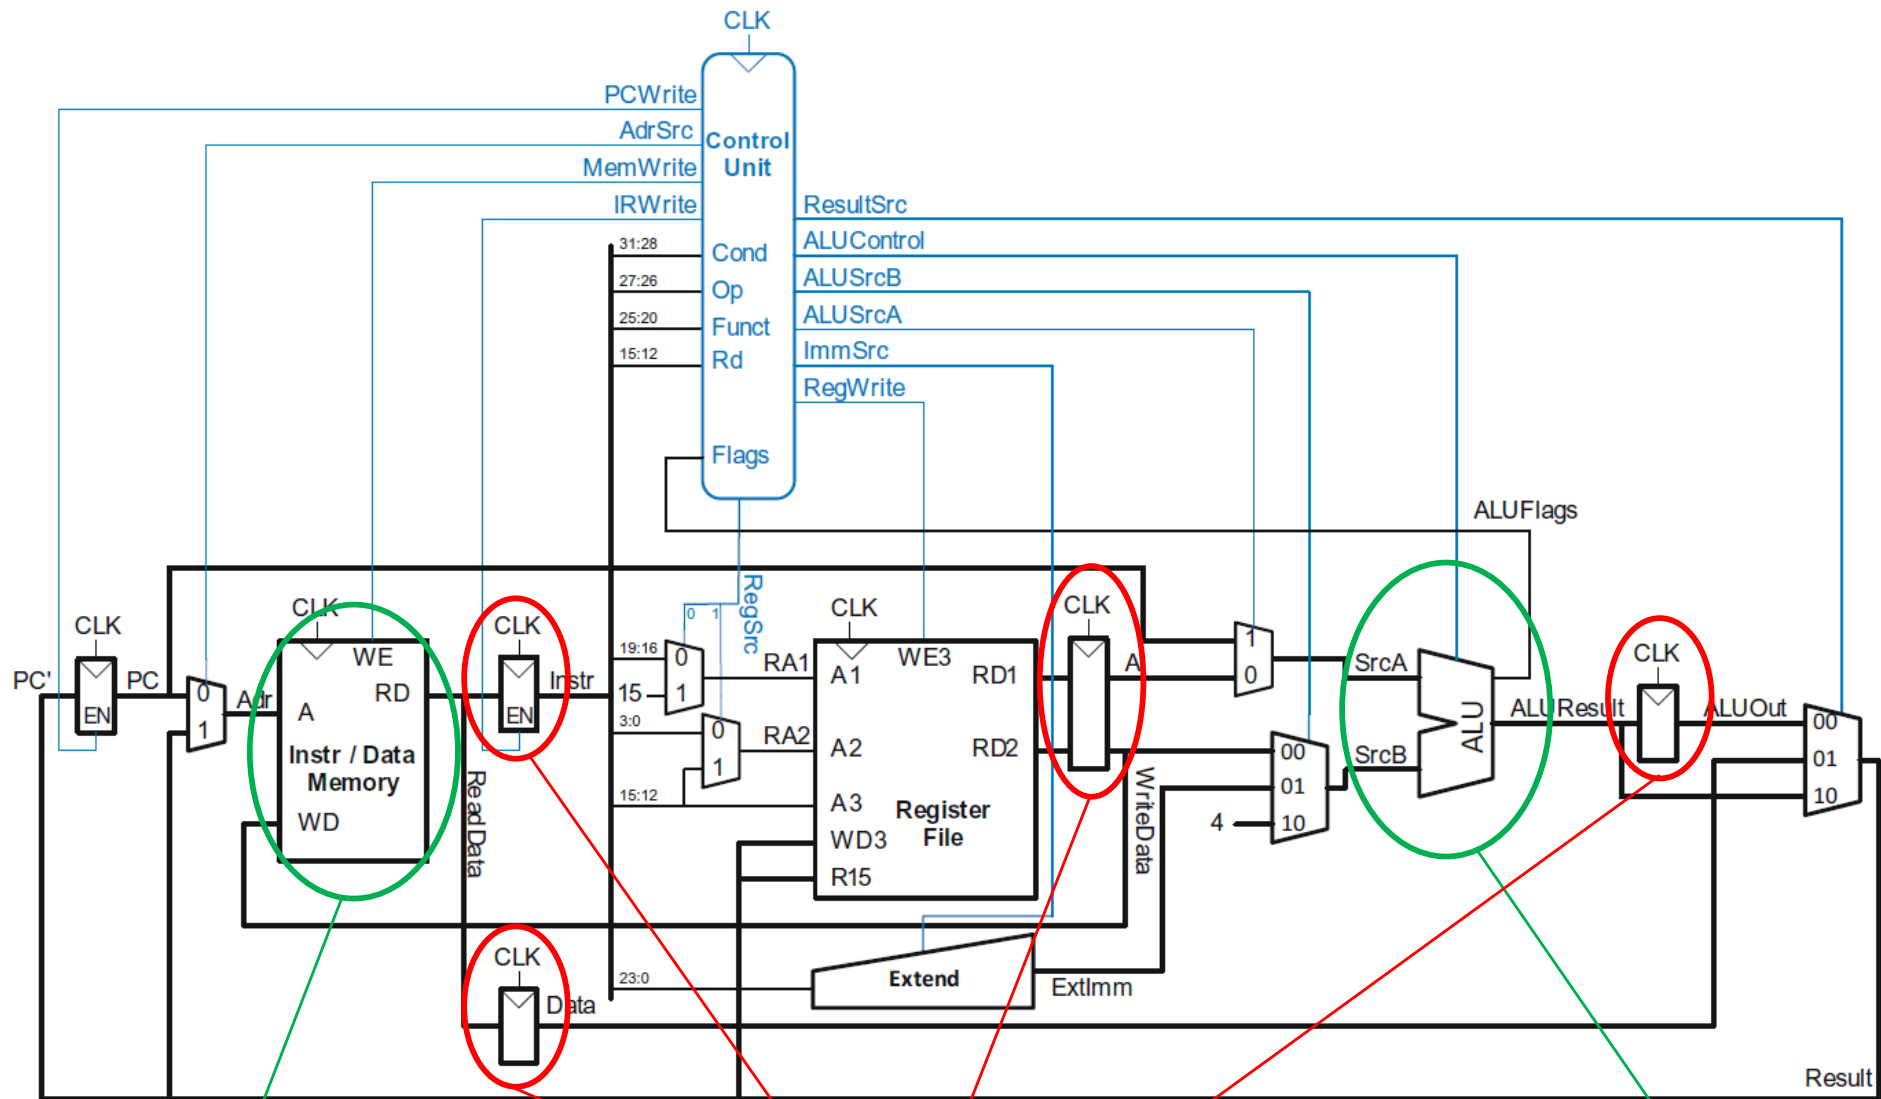 CLK
PCWrite
AdrSrc
MemWrite
IRWrite
Control
Unit
ResultSrc
ALUControl
ALUSrcB
ALUSrcA
ImmSrc
RegWrite
31:28
Cond
27:26
Op
25:20
Funct
15:12
Rd
Flags
ALUFlags
RegSrc
0 1
CLK
PC'
EN
PC
0
1
Adr
CLK
WE
RD
A
Instr / Data
Memory
WD
ReadData
CLK
EN
Instr
19:16
15
3:0
15:12
0
1
RA1
0
1
RA2
CLK
WE3
A1
RD1
A2
RD2
A3
Register
File
WD3
R15
CLK
A
WriteData
1
0
SrcA
00
01
4
10
SrcB
ALU
ALUResult
CLK
ALUOut
00
01
10
CLK
Data
23:0
Extend
ExtImm
Result